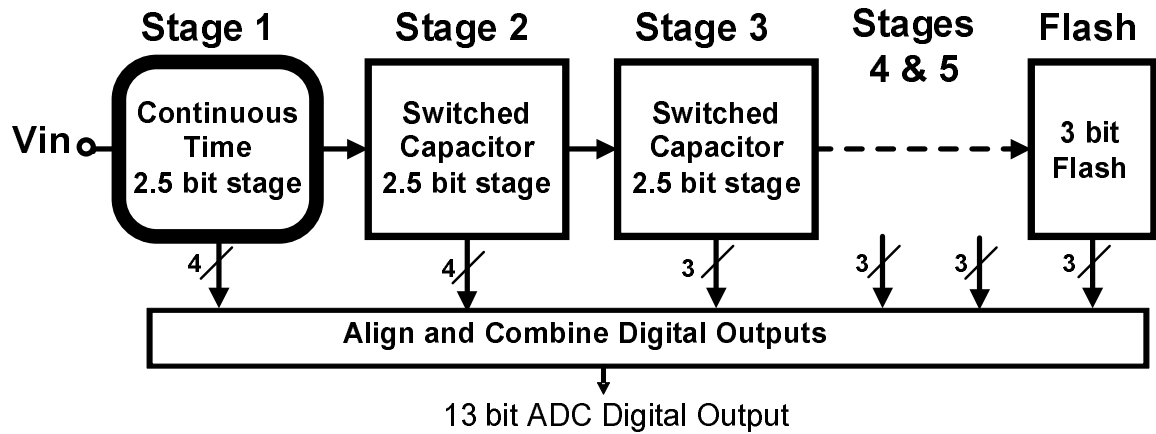 Stage 1
Stage 2
Stage 3
Stages
4 & 5
Flash
Vin
Continuous
Time
2.5 bit stage
Switched
Capacitor
2.5 bit stage
Switched
Capacitor
2.5 bit stage
3 bit
Flash
4
4
3
3
3
3
Align and Combine Digital Outputs
13 bit ADC Digital Output